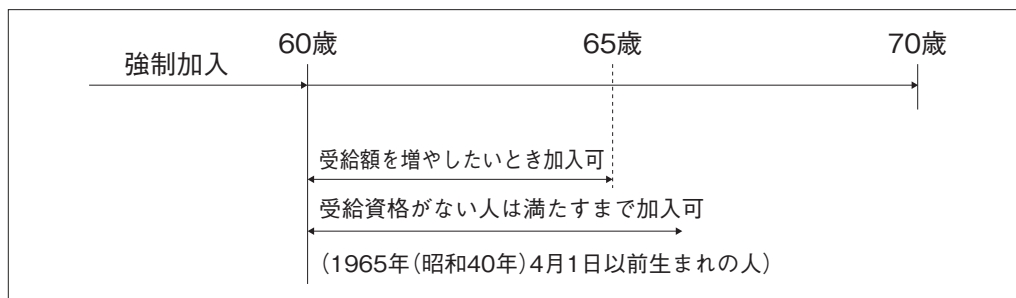 60歳 65歳 70歳
強制加入
受給額を増やしたいとき加入可
受給資格がない人は満たすまで加入可
(1965年(昭和40年)4月1日以前生まれの人)